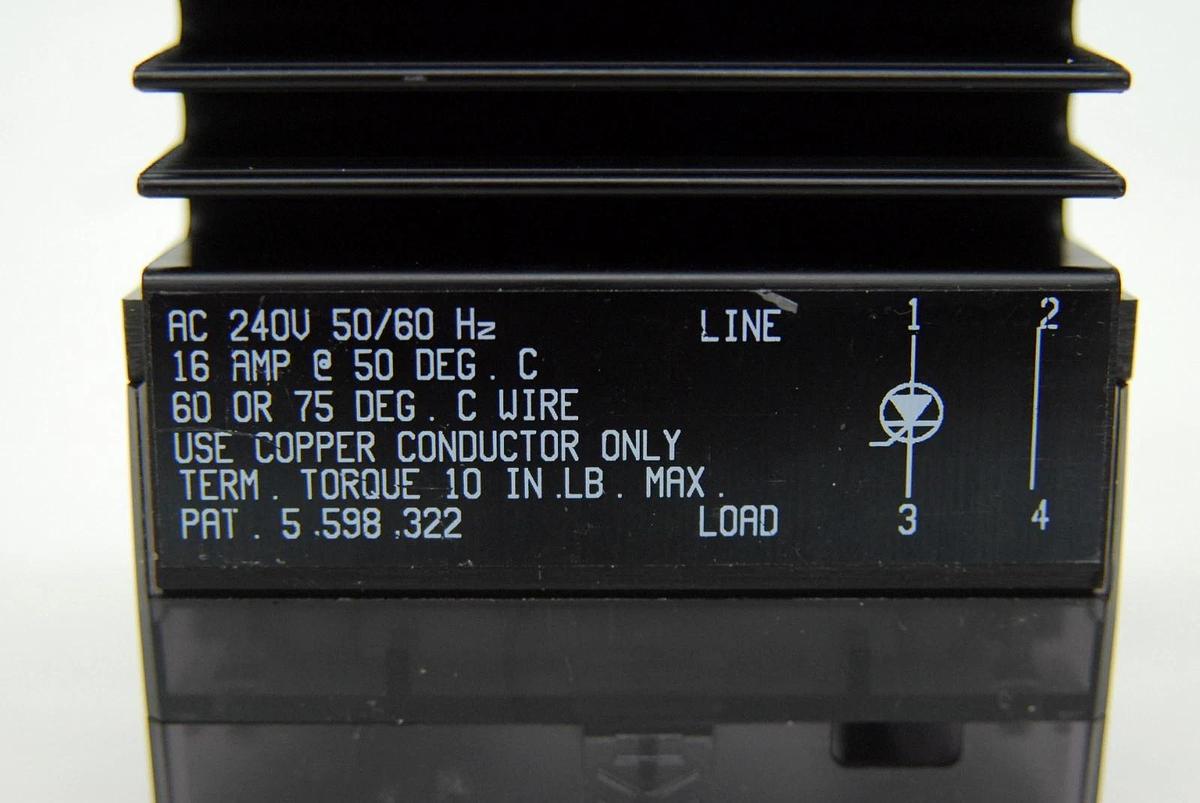 AC 240V 50/60 Hz
16 AMP @ 50 DEG. C
60 OR 75 DEG. C WIRE
USE COPPER CONDUCTOR ONLY
TERM. TORQUE 10 IN.LB. MAX.
PAT. 5,598,322
LINE 1 2
LOAD 3 4